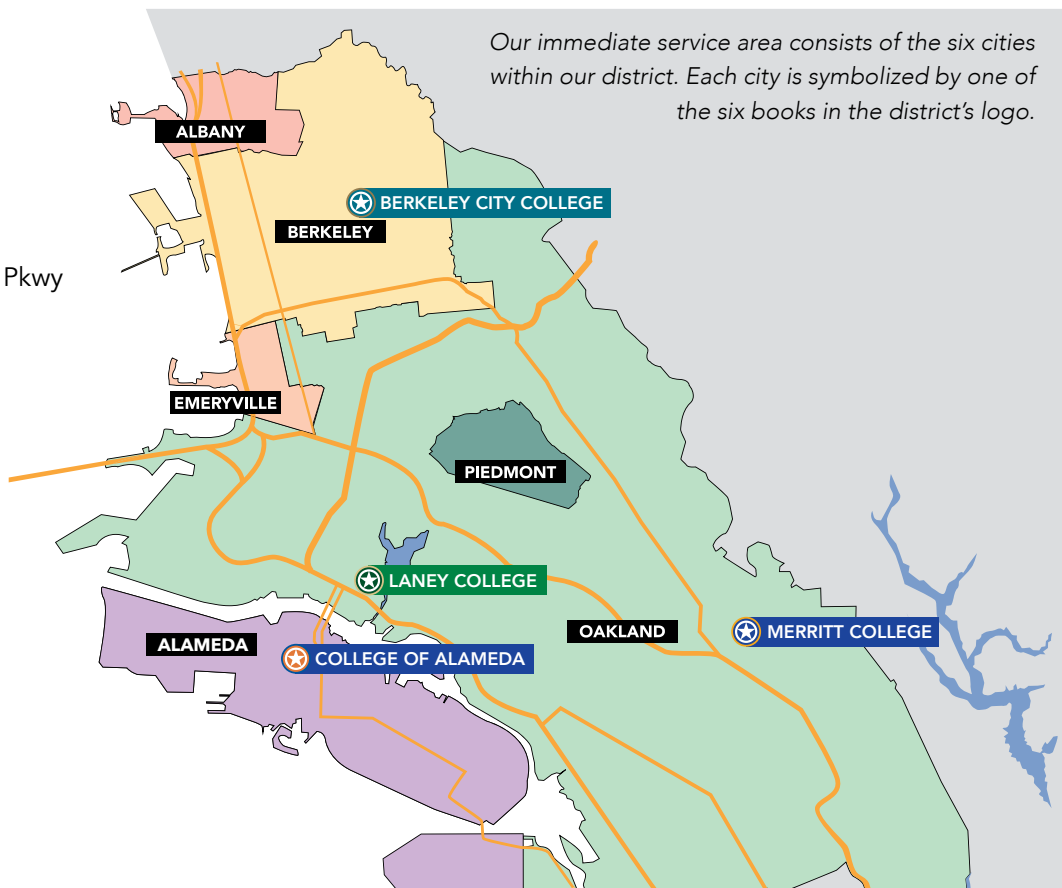 Our immediate service area consists of the six cities
within our district. Each city is symbolized by one of
the six books in the district's logo.
ALBANY
BERKELEY CITY COLLEGE
BERKELEY
Pkwy
EMERYVILLE
PIEDMONT
LANEY COLLEGE
OAKLAND
MERRITT COLLEGE
ALAMEDA
COLLEGE OF ALAMEDA